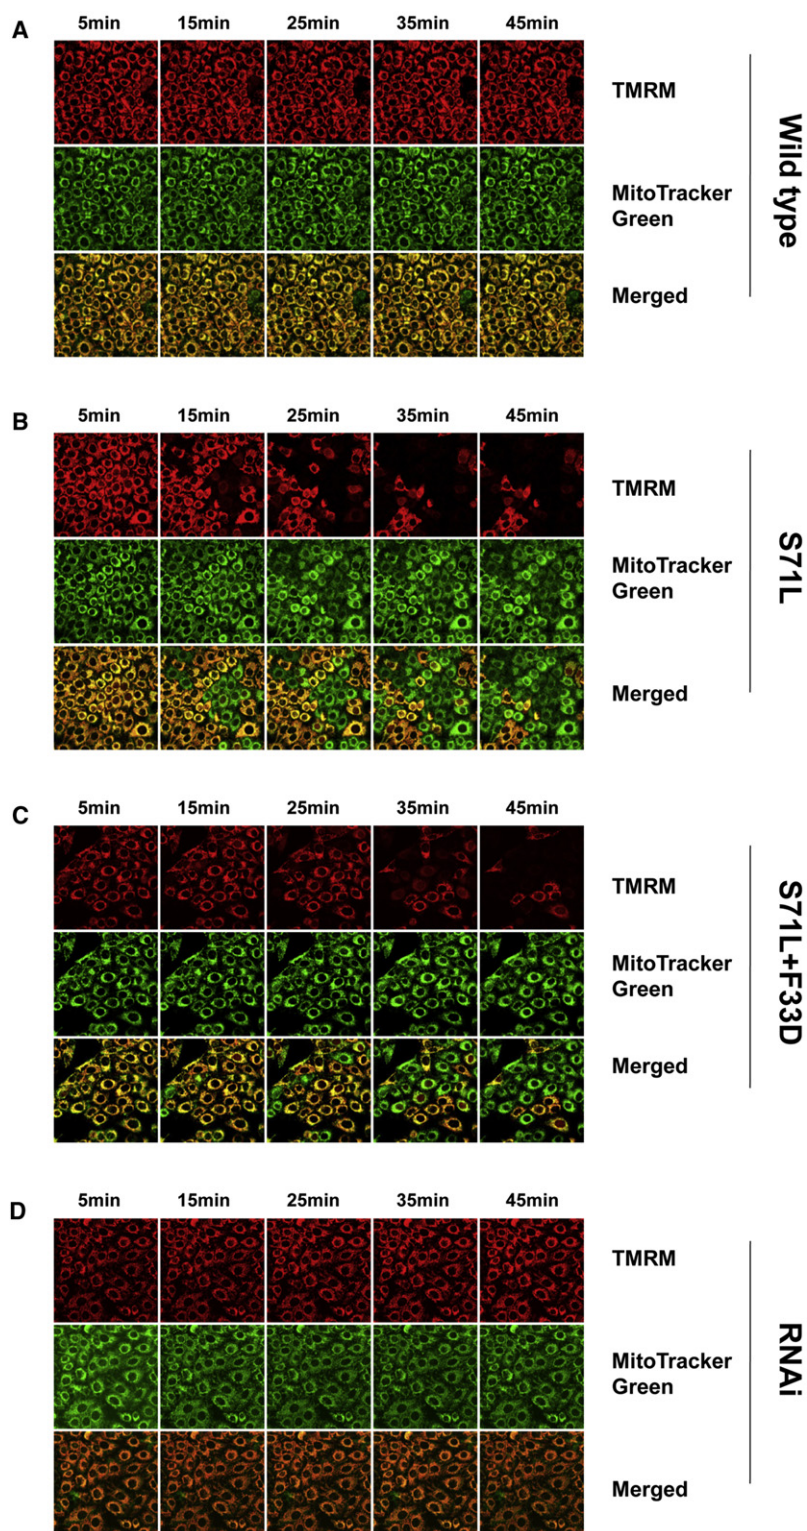 A
5min 15min 25min 35min 45min
TMRM
MitoTracker
Green
Merged
Wild type
B
5min 15min 25min 35min 45min
TMRM
MitoTracker
Green
Merged
S71L
C
5min 15min 25min 35min 45min
TMRM
MitoTracker
Green
Merged
S71L+F33D
D
5min 15min 25min 35min 45min
TMRM
MitoTracker
Green
Merged
RNAi